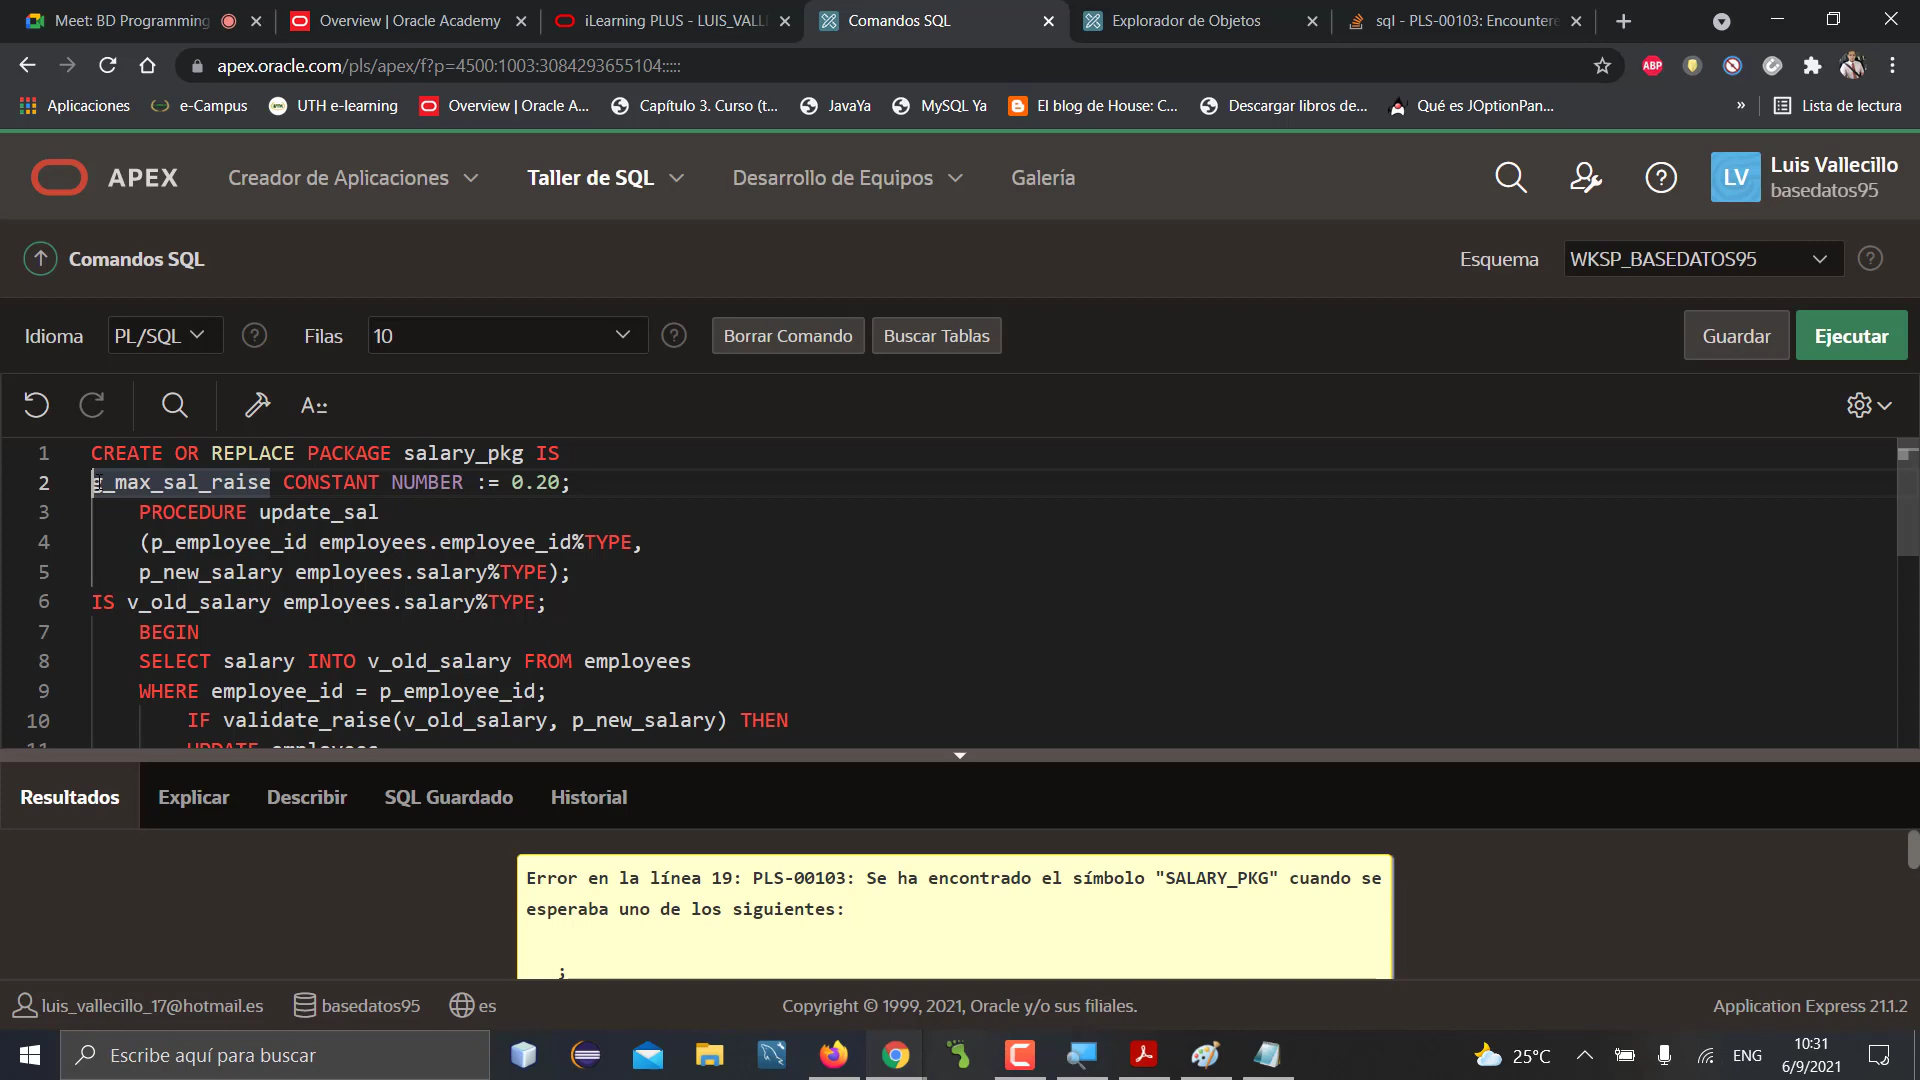 Meet: BD Programming
Overview | Oracle Academy
iLearning PLUS - LUIS_VALL
Comandos SQL
Explorador de Objetos
sql - PLS-00103: Encountere
apex.oracle.com/pls/apex/f?p=4500:1003:3084293655104:::::
ABP
Aplicaciones
e-Campus
UTH e-learning
Overview | Oracle A...
Capítulo 3. Curso (t...
JavaYa
MySQL Ya
El blog de House: C...
Descargar libros de...
Qué es JOptionPan...
»
Lista de lectura
APEX
Creador de Aplicaciones
Taller de SQL
Desarrollo de Equipos
Galería
LV
Luis Vallecillo
basedatos95
Comandos SQL
Esquema
WKSP_BASEDATOS95
Idioma
PL/SQL
Filas
10
Borrar Comando
Buscar Tablas
Guardar
Ejecutar
A::
1 CREATE OR REPLACE PACKAGE salary_pkg IS
2 g_max_sal_raise CONSTANT NUMBER := 0.20;
3 PROCEDURE update_sal
4 (p_employee_id employees.employee_id%TYPE,
5 p_new_salary employees.salary%TYPE);
6 IS v_old_salary employees.salary%TYPE;
7 BEGIN
8 SELECT salary INTO v_old_salary FROM employees
9 WHERE employee_id = p_employee_id;
10 IF validate_raise(v_old_salary, p_new_salary) THEN
11 UPDATE employees
Resultados
Explicar
Describir
SQL Guardado
Historial
Error en la línea 19: PLS-00103: Se ha encontrado el símbolo "SALARY_PKG" cuando se
esperaba uno de los siguientes:
;
luis_vallecillo_17@hotmail.es
basedatos95
es
Copyright © 1999, 2021, Oracle y/o sus filiales.
Application Express 21.1.2
Escribe aquí para buscar
25°C
ENG
10:31
6/9/2021